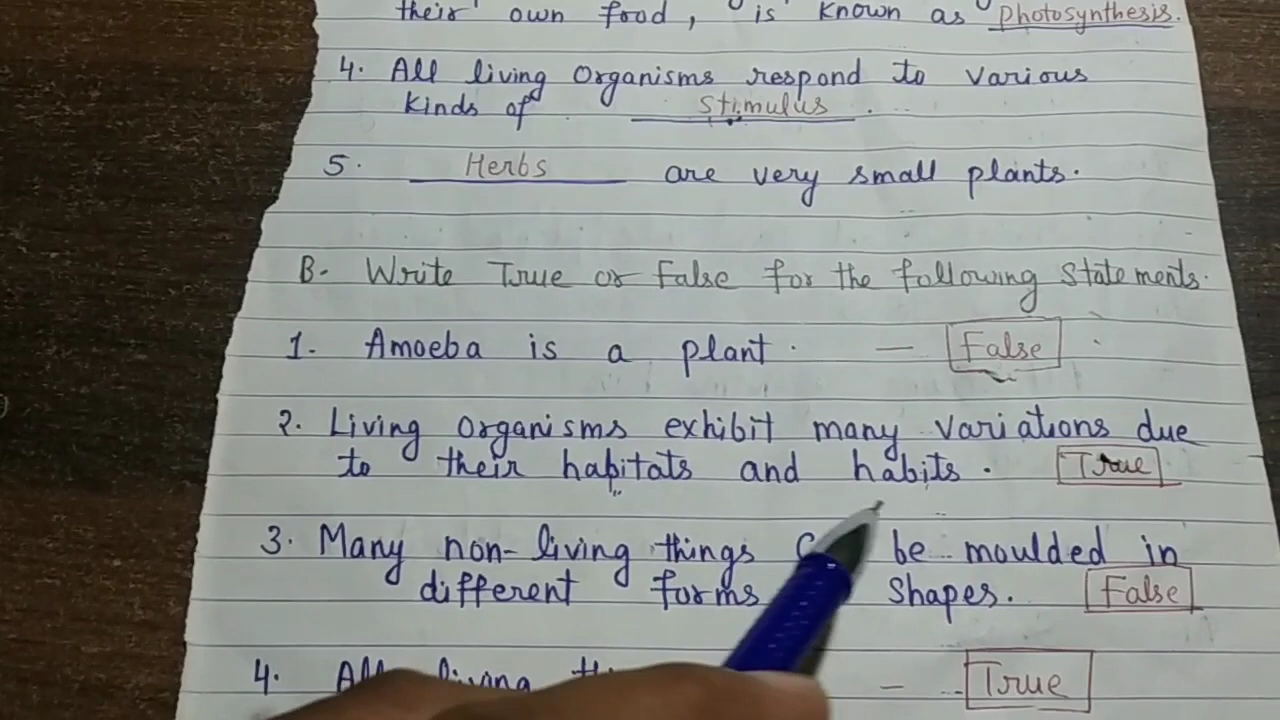 their own food, is known as photosynthesis.
4. All living organisms respond to various
kinds of stimulus.
5. Herbs are very small plants.
B. Write True or False for the following statements.
1. Amoeba is a plant. — False
2. Living organisms exhibit many variations due
to their habitats and habits. True
3. Many non-living things be moulded in
different forms shapes. False
4. All living — True